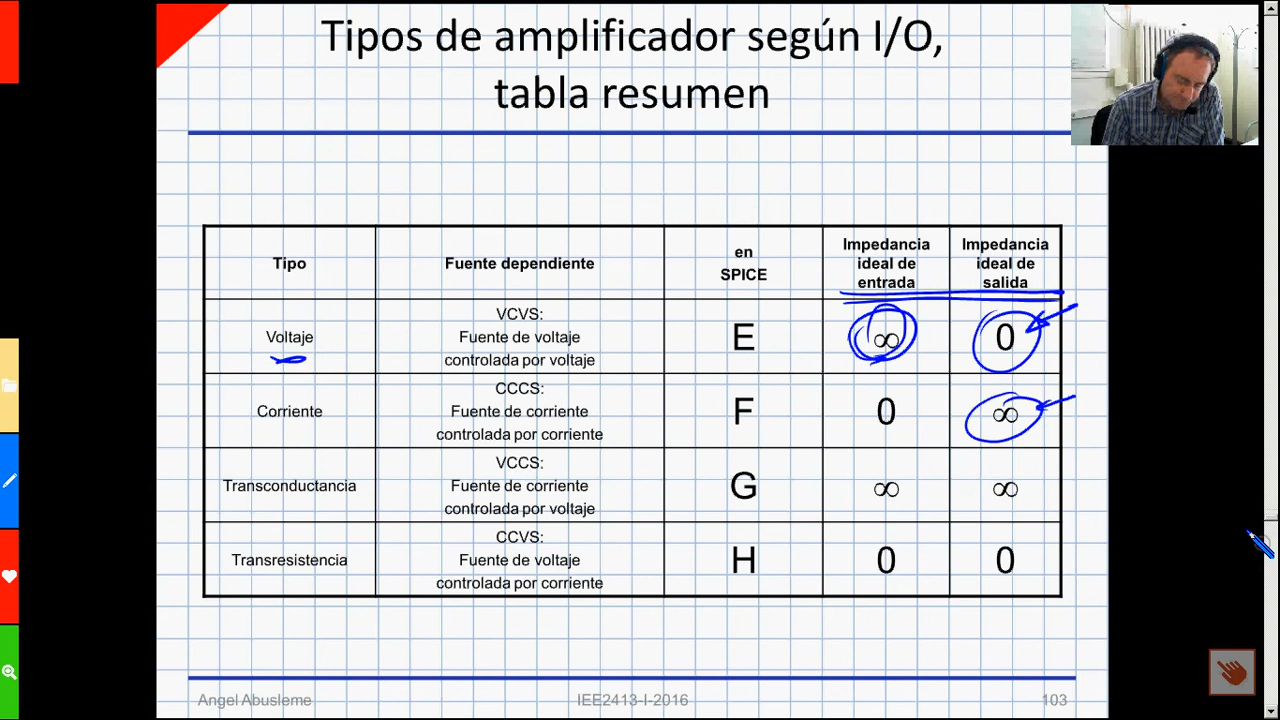 Tipos de amplificador según I/O,
tabla resumen
Tipo
Fuente dependiente
en
SPICE
Impedancia
ideal de
entrada
Impedancia
ideal de
salida
Voltaje
VCVS:
Fuente de voltaje
controlada por voltaje
E
∞
0
Corriente
CCCS:
Fuente de corriente
controlada por corriente
F
0
∞
Transconductancia
VCCS:
Fuente de corriente
controlada por voltaje
G
∞
∞
Transresistencia
CCVS:
Fuente de voltaje
controlada por corriente
H
0
0
Angel Abusleme
IEE2413-I-2016
103